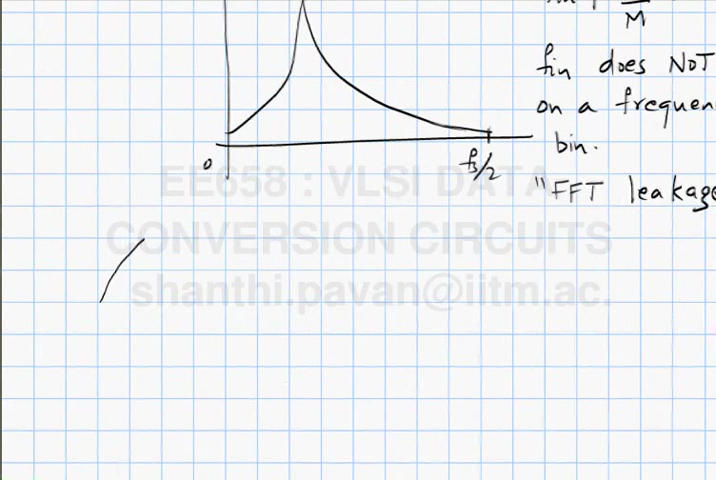 M
fin does NOT
on a frequen
bin.
0
fs/2
"FFT leakage
EE658 : VLSI DATA
CONVERSION CIRCUITS
shanthi.pavan@iitm.ac.